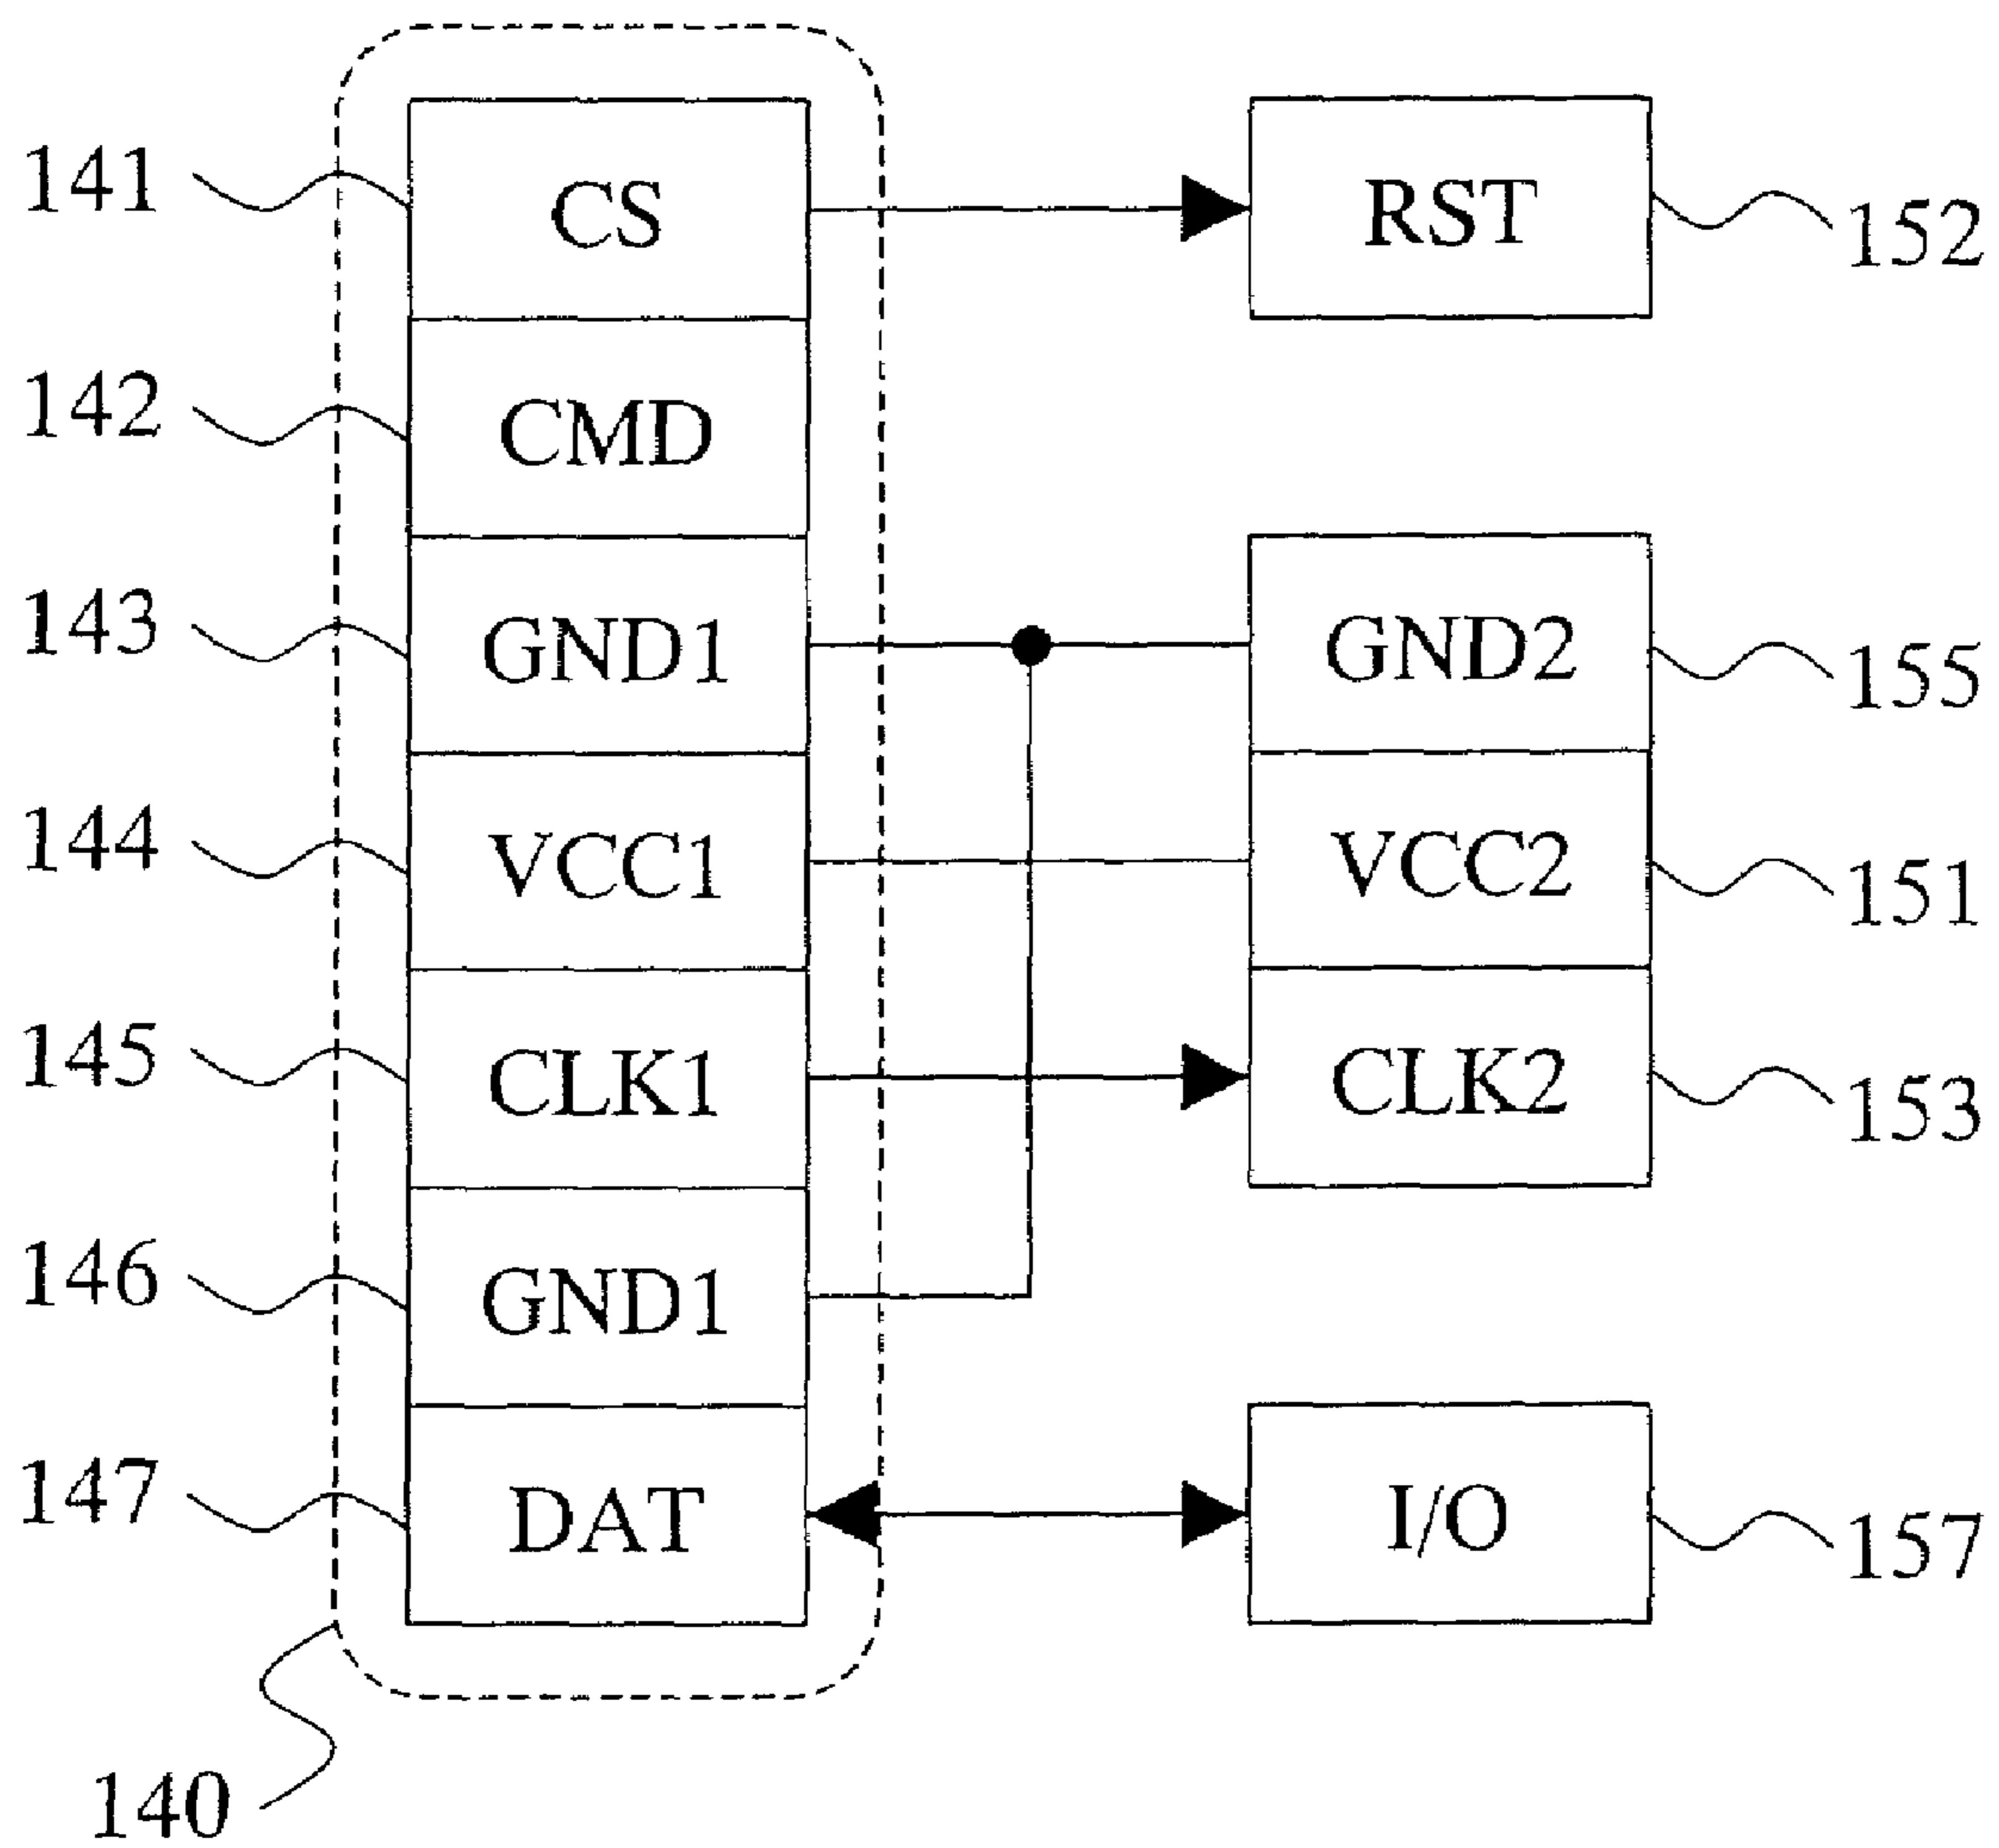 141 CS RST 152
142 CMD
143 GND1 GND2 155
144 VCC1 VCC2 151
145 CLK1 CLK2 153
146 GND1
147 DAT I/O 157
140